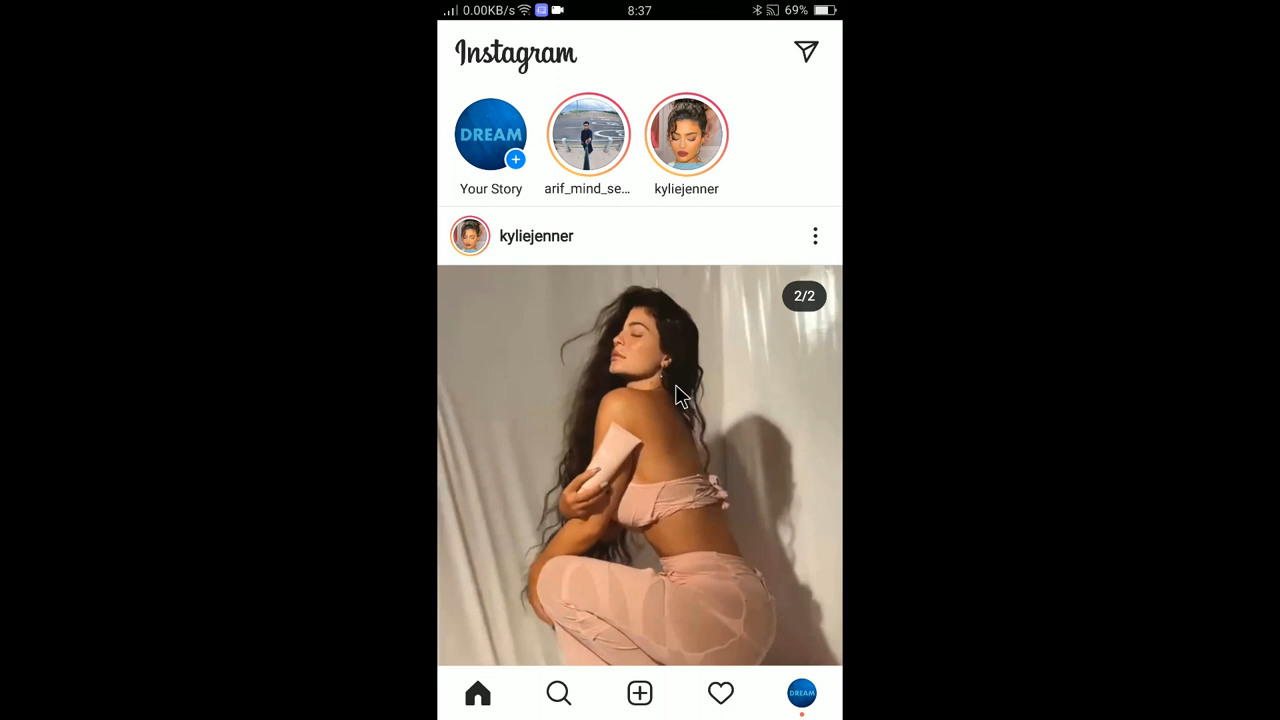 0.00KB/s 8:37 69%
Instagram
DREAM
Your Story arif_mind_se... kyliejenner
kyliejenner
2/2
DREAM